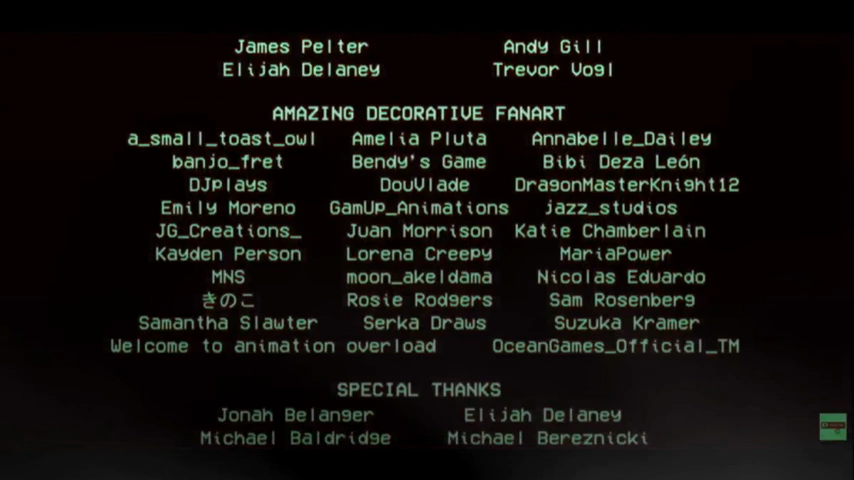 James Pelter Andy Gill
Elijah Delaney Trevor Vogl
AMAZING DECORATIVE FANART
a_small_toast_owl Amelia Pluta Annabelle_Dailey
banjo_fret Bendy's Game Bibi Deza León
DJplays DouVlade DragonMasterKnight12
Emily Moreno GamUp_Animations jazz_studios
JG_Creations_ Juan Morrison Katie Chamberlain
Kayden Person Lorena Creepy MariaPower
MNS moon_akeldama Nicolas Eduardo
きのこ Rosie Rodgers Sam Rosenberg
Samantha Slawter Serka Draws Suzuka Kramer
Welcome to animation overload OceanGames_Official_TM
SPECIAL THANKS
Jonah Belanger Elijah Delaney
Michael Baldridge Michael Bereznicki